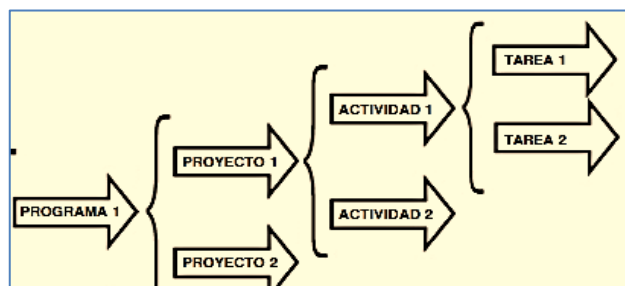 PROGRAMA 1
PROYECTO 1
PROYECTO 2
ACTIVIDAD 1
ACTIVIDAD 2
TAREA 1
TAREA 2